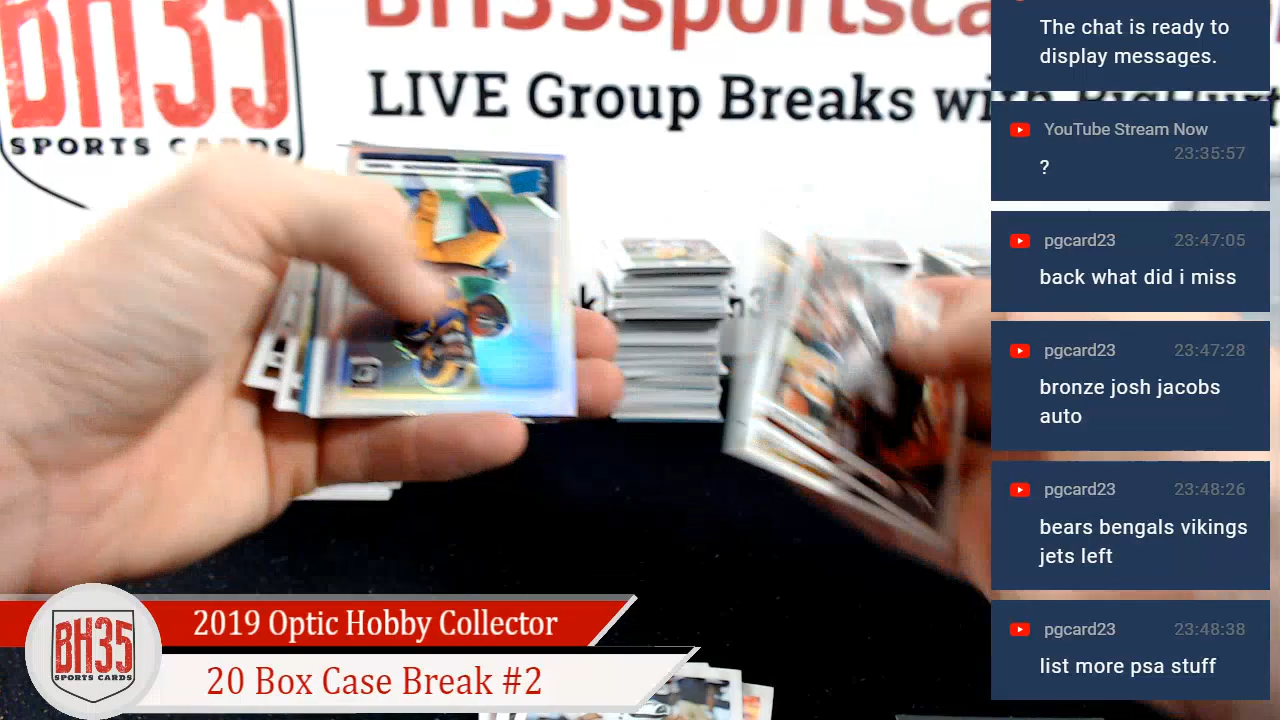 BH35
SPORTS CARDS
LIVE Group Breaks
The chat is ready to
display messages.
YouTube Stream Now
23:35:57
?
pgcard23 23:47:05
back what did i miss
pgcard23 23:47:28
bronze josh jacobs
auto
pgcard23 23:48:26
bears bengals vikings
jets left
pgcard23 23:48:38
list more psa stuff
2019 Optic Hobby Collector
20 Box Case Break #2
BH35
SPORTS CARDS